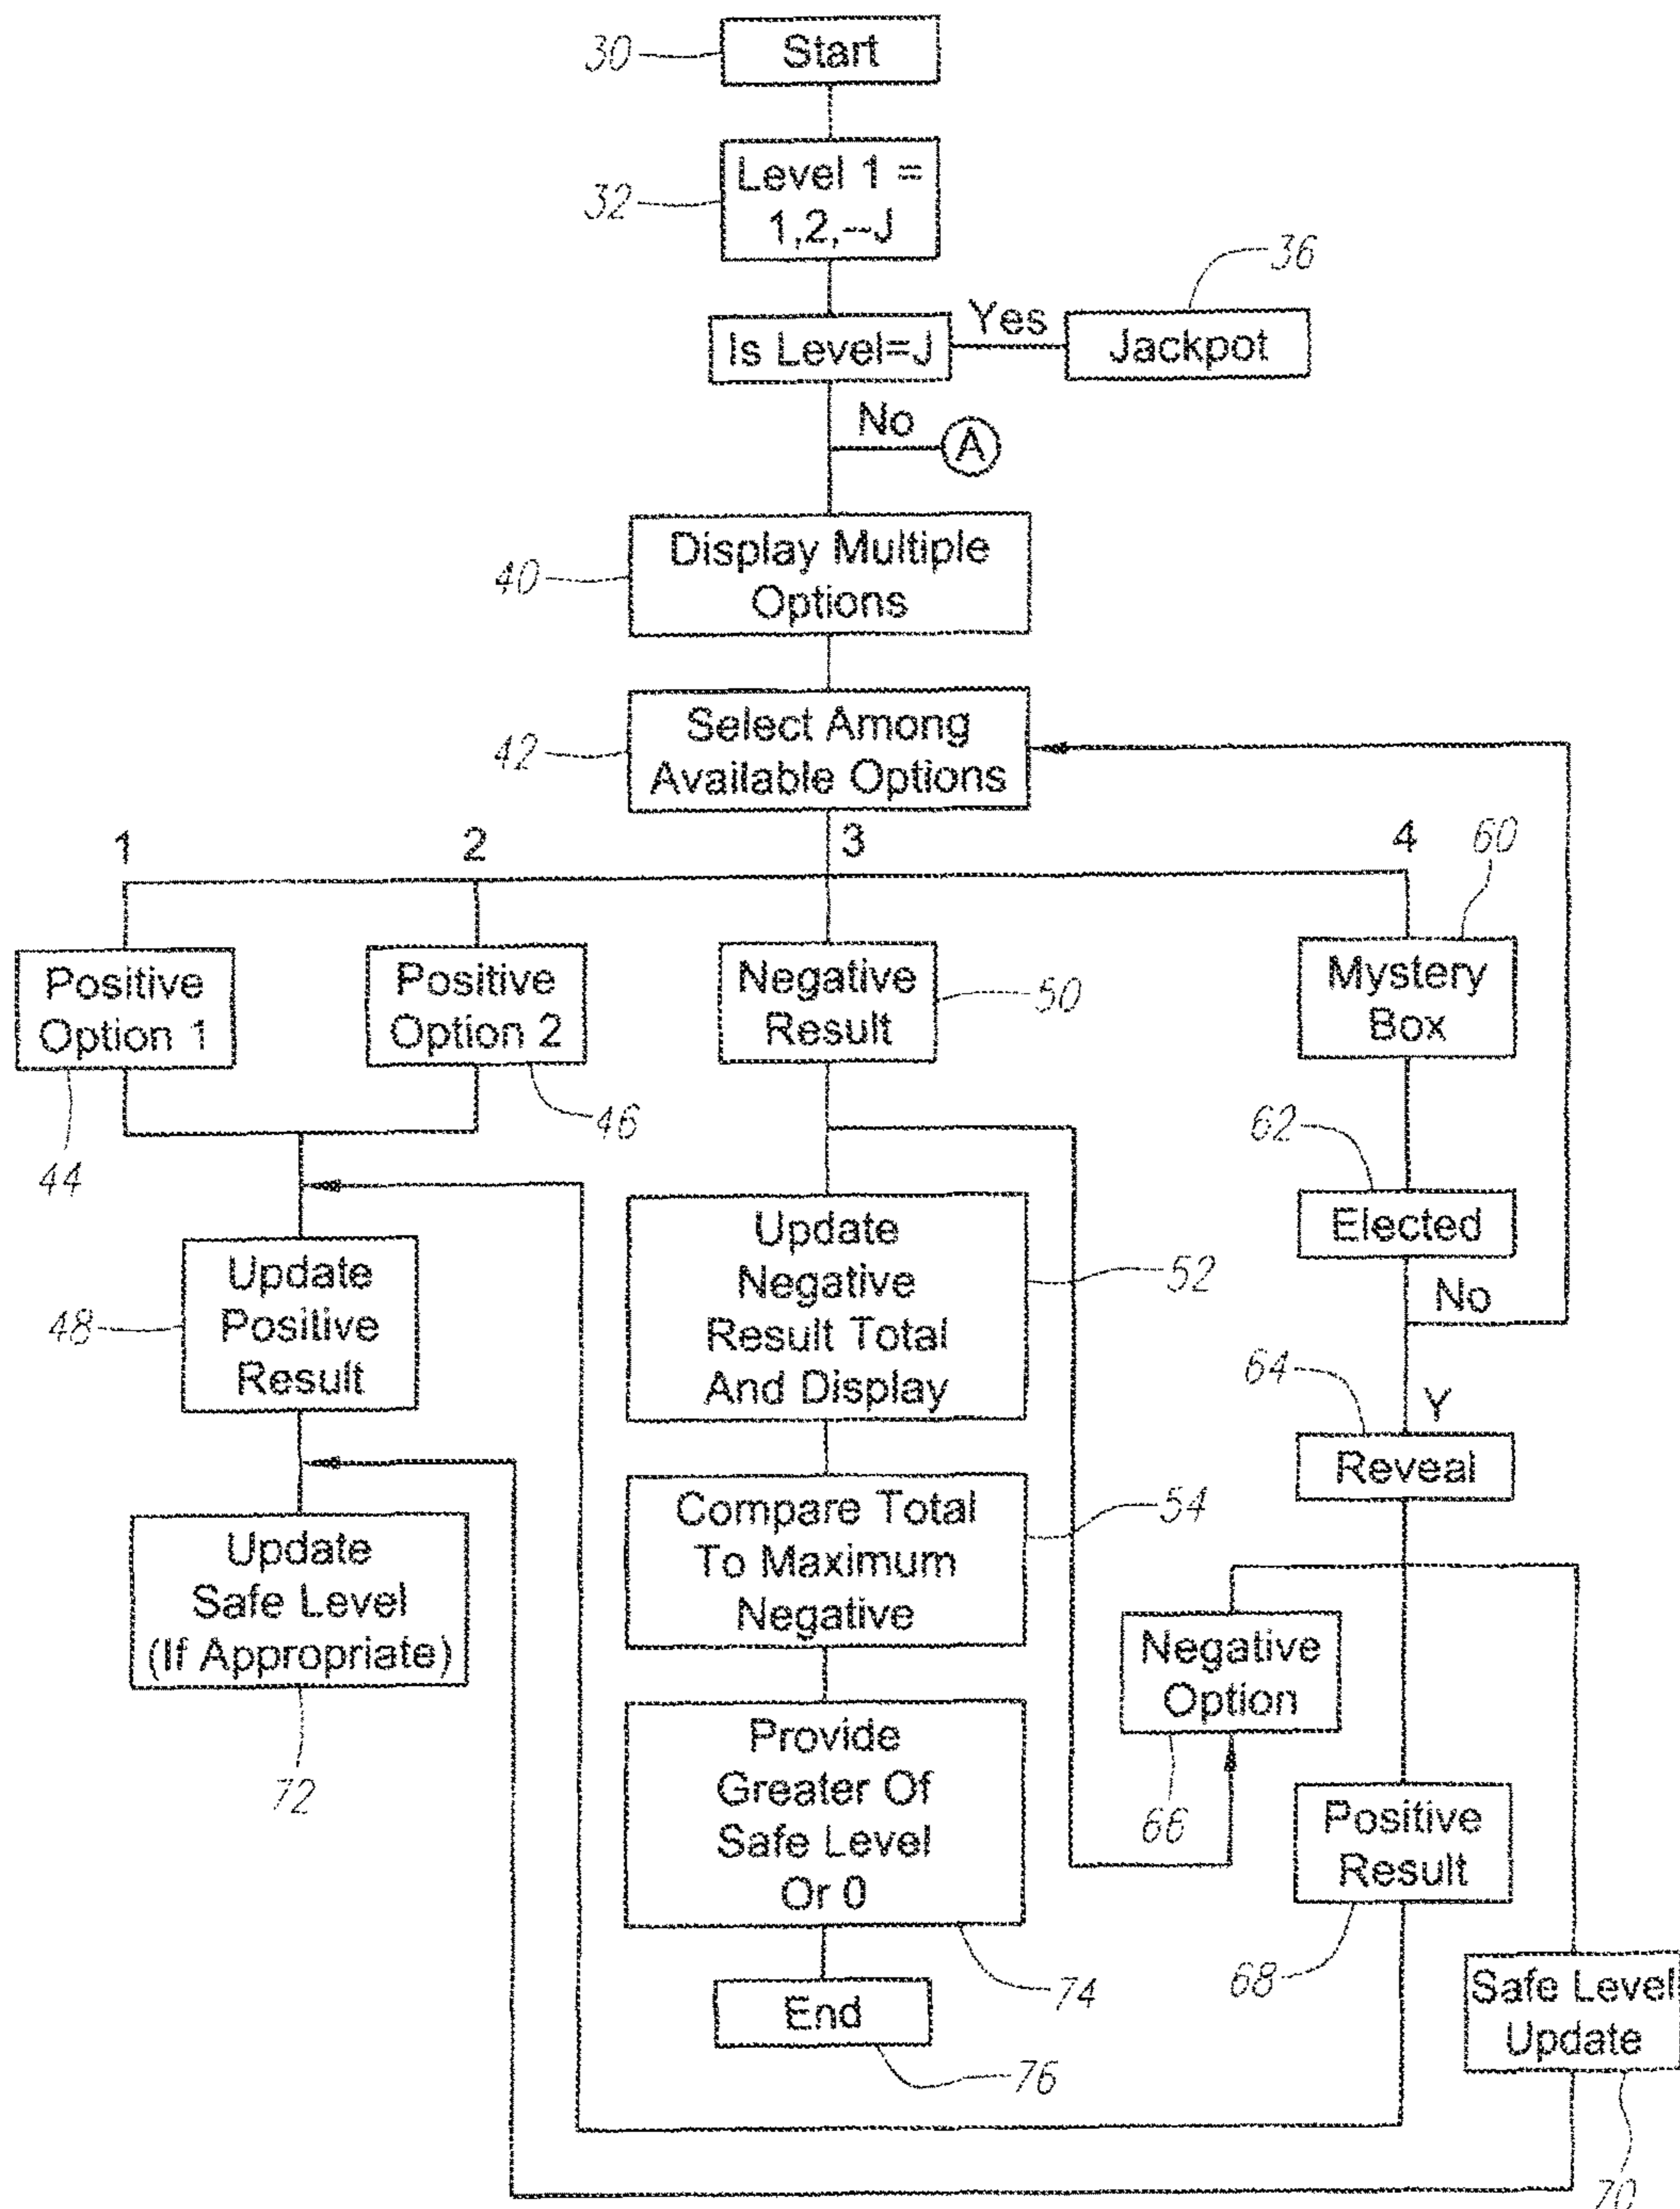 30
Start
32
Level 1 =
1,2,--J
36
Is Level=J
Yes
Jackpot
No
A
40
Display Multiple
Options
42
Select Among
Available Options
1
2
3
4
60
Positive
Option 1
44
Positive
Option 2
46
Negative
Result
50
Mystery
Box
62
Elected
No
48
Update
Positive
Result
Update
Negative
Result Total
And Display
52
64
Y
Reveal
Update
Safe Level
(If Appropriate)
72
Compare Total
To Maximum
Negative
54
Negative
Option
66
Provide
Greater Of
Safe Level
Or 0
74
Positive
Result
68
End
76
Safe Level
Update
70